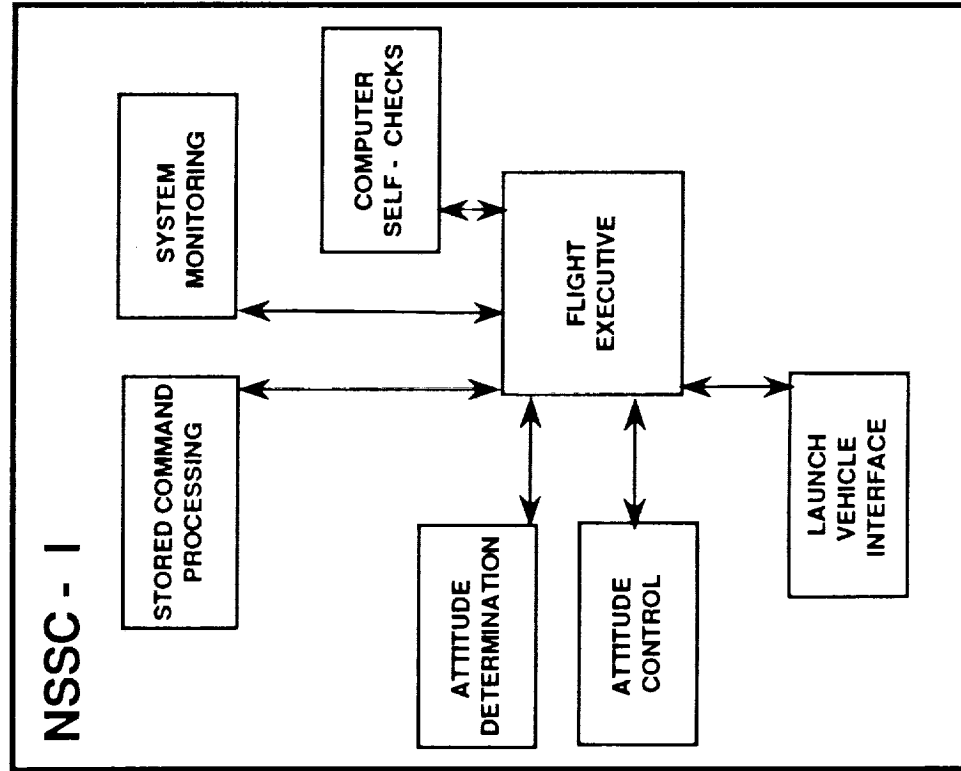 NSSC - I
STORED COMMAND
PROCESSING
SYSTEM
MONITORING
COMPUTER
SELF - CHECKS
ATTITUDE
DETERMINATION
FLIGHT
EXECUTIVE
ATTITUDE
CONTROL
LAUNCH
VEHICLE
INTERFACE